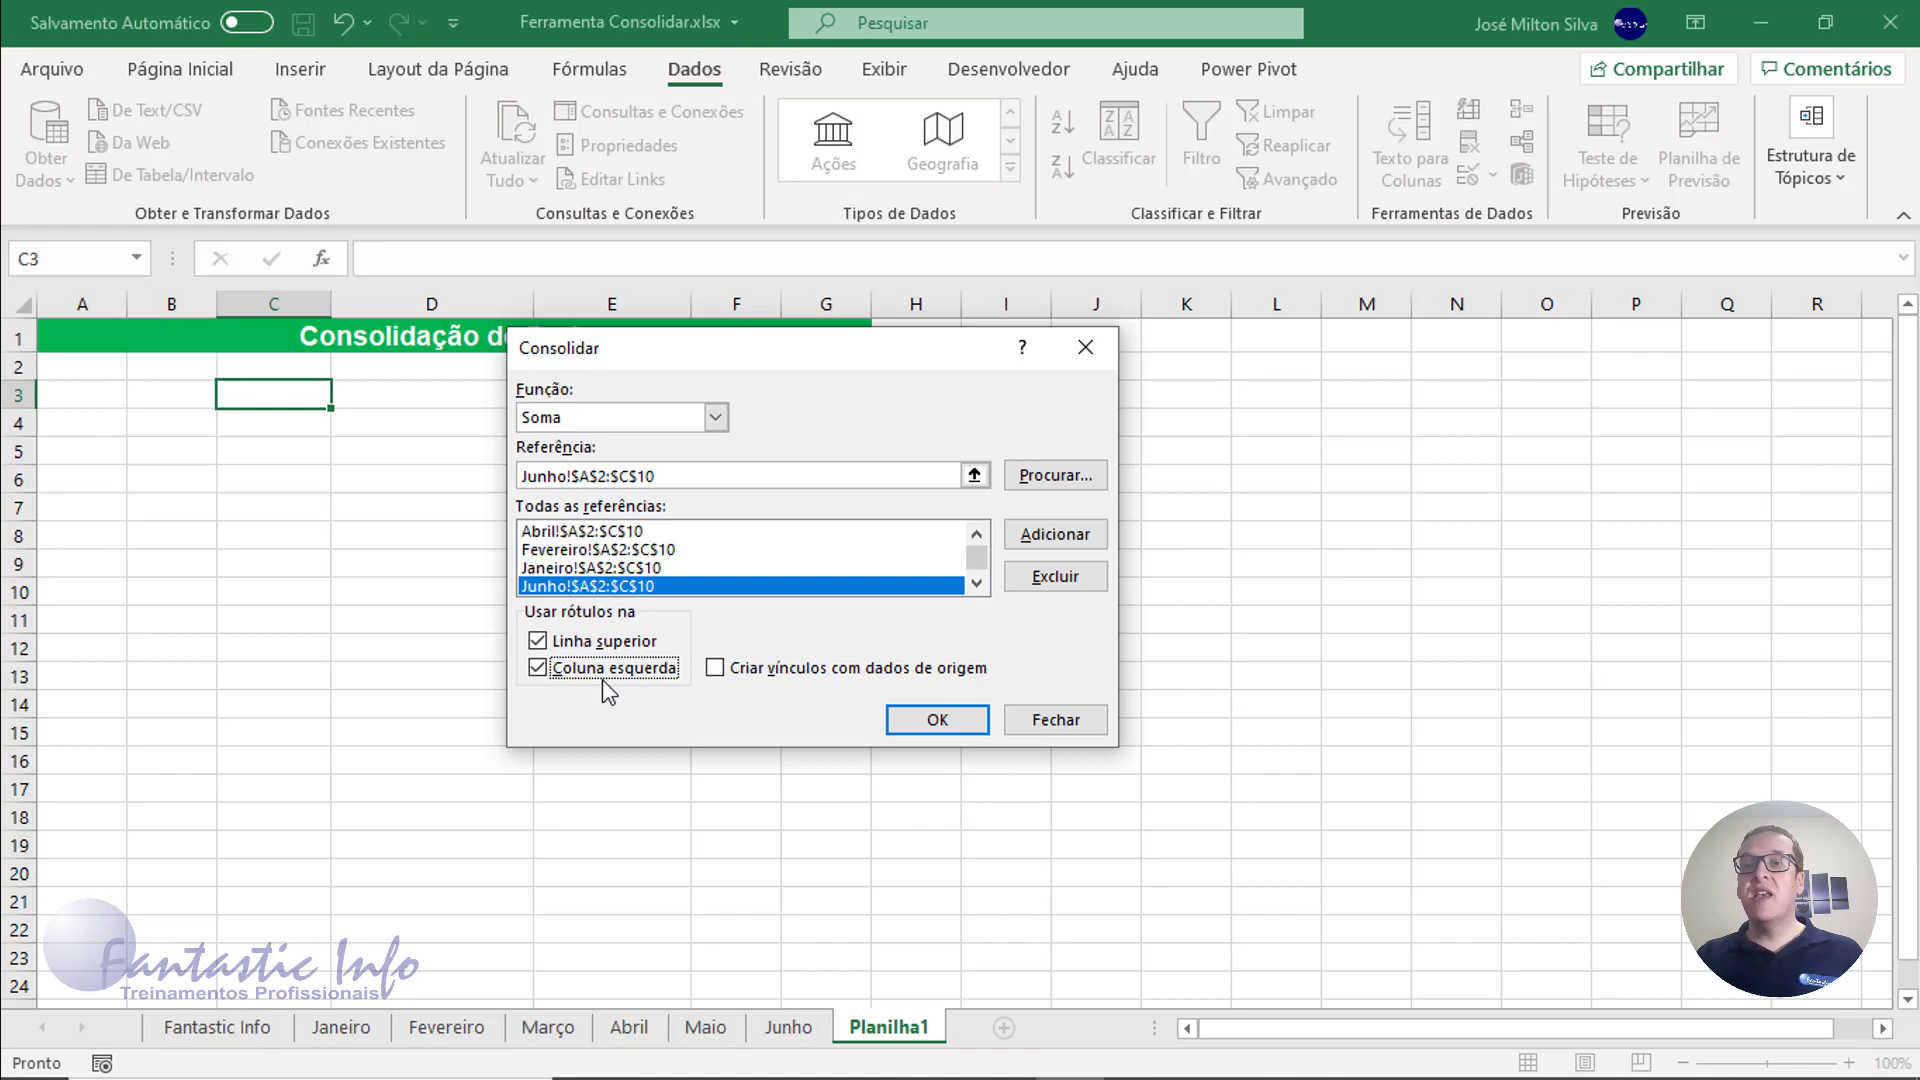 Salvamento Automático
Ferramenta Consolidar.xlsx
Pesquisar
José Milton Silva
Arquivo
Página Inicial
Inserir
Layout da Página
Fórmulas
Dados
Revisão
Exibir
Desenvolvedor
Ajuda
Power Pivot
Compartilhar
Comentários
Obter
Dados
De Text/CSV
Da Web
De Tabela/Intervalo
Fontes Recentes
Conexões Existentes
Obter e Transformar Dados
Atualizar
Tudo
Consultas e Conexões
Propriedades
Editar Links
Consultas e Conexões
Ações
Geografia
Tipos de Dados
Classificar
Filtro
Limpar
Reaplicar
Avançado
Classificar e Filtrar
Texto para
Colunas
Ferramentas de Dados
Teste de
Hipóteses
Planilha de
Previsão
Previsão
Estrutura de
Tópicos
C3
fx
A B C D E F G H I J K L M N O P Q R
1
Consolidação d
2
3
4
5
6
7
8
9
10
11
12
13
14
15
16
17
18
19
20
21
22
23
24
Consolidar
?
Função:
Soma
Referência:
Junho!$A$2:$C$10
Procurar...
Todas as referências:
Abril!$A$2:$C$10
Fevereiro!$A$2:$C$10
Janeiro!$A$2:$C$10
Junho!$A$2:$C$10
Adicionar
Excluir
Usar rótulos na
Linha superior
Coluna esquerda
Criar vínculos com dados de origem
OK
Fechar
Fantastic Info
Treinamentos Profissionais
Fantastic Info
Janeiro
Fevereiro
Março
Abril
Maio
Junho
Planilha1
Pronto
100%